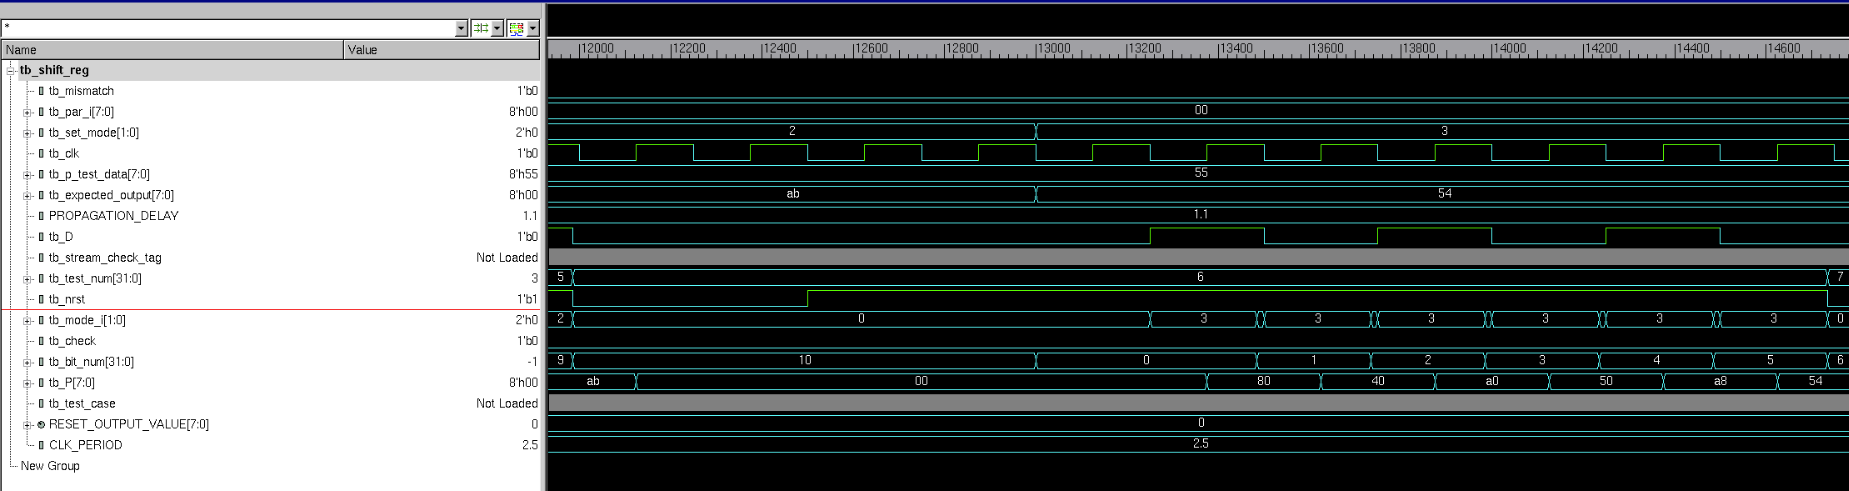 *
Name Value 12000 12200 12400 12600 12800 13000 13200 13400 13600 13800 14000 14200 14400 14600
tb_shift_reg
tb_mismatch 1'b0
tb_par_i[7:0] 8'h00 00
tb_set_mode[1:0] 2'h0 2 3
tb_clk 1'b0
tb_p_test_data[7:0] 8'h55 55
tb_expected_output[7:0] 8'h00 ab 54
PROPAGATION_DELAY 1.1 1.1
tb_D 1'b0
tb_stream_check_tag Not Loaded
tb_test_num[31:0] 3 5 6 7
tb_nrst 1'b1
tb_mode_i[1:0] 2'h0 2 0 3 3 3 3 3 3 0
tb_check 1'b0
tb_bit_num[31:0] -1 9 10 0 1 2 3 4 5 6
tb_P[7:0] 8'h00 ab 00 80 40 a0 50 a8 54
tb_test_case Not Loaded
RESET_OUTPUT_VALUE[7:0] 0 0
CLK_PERIOD 2.5 2.5
New Group